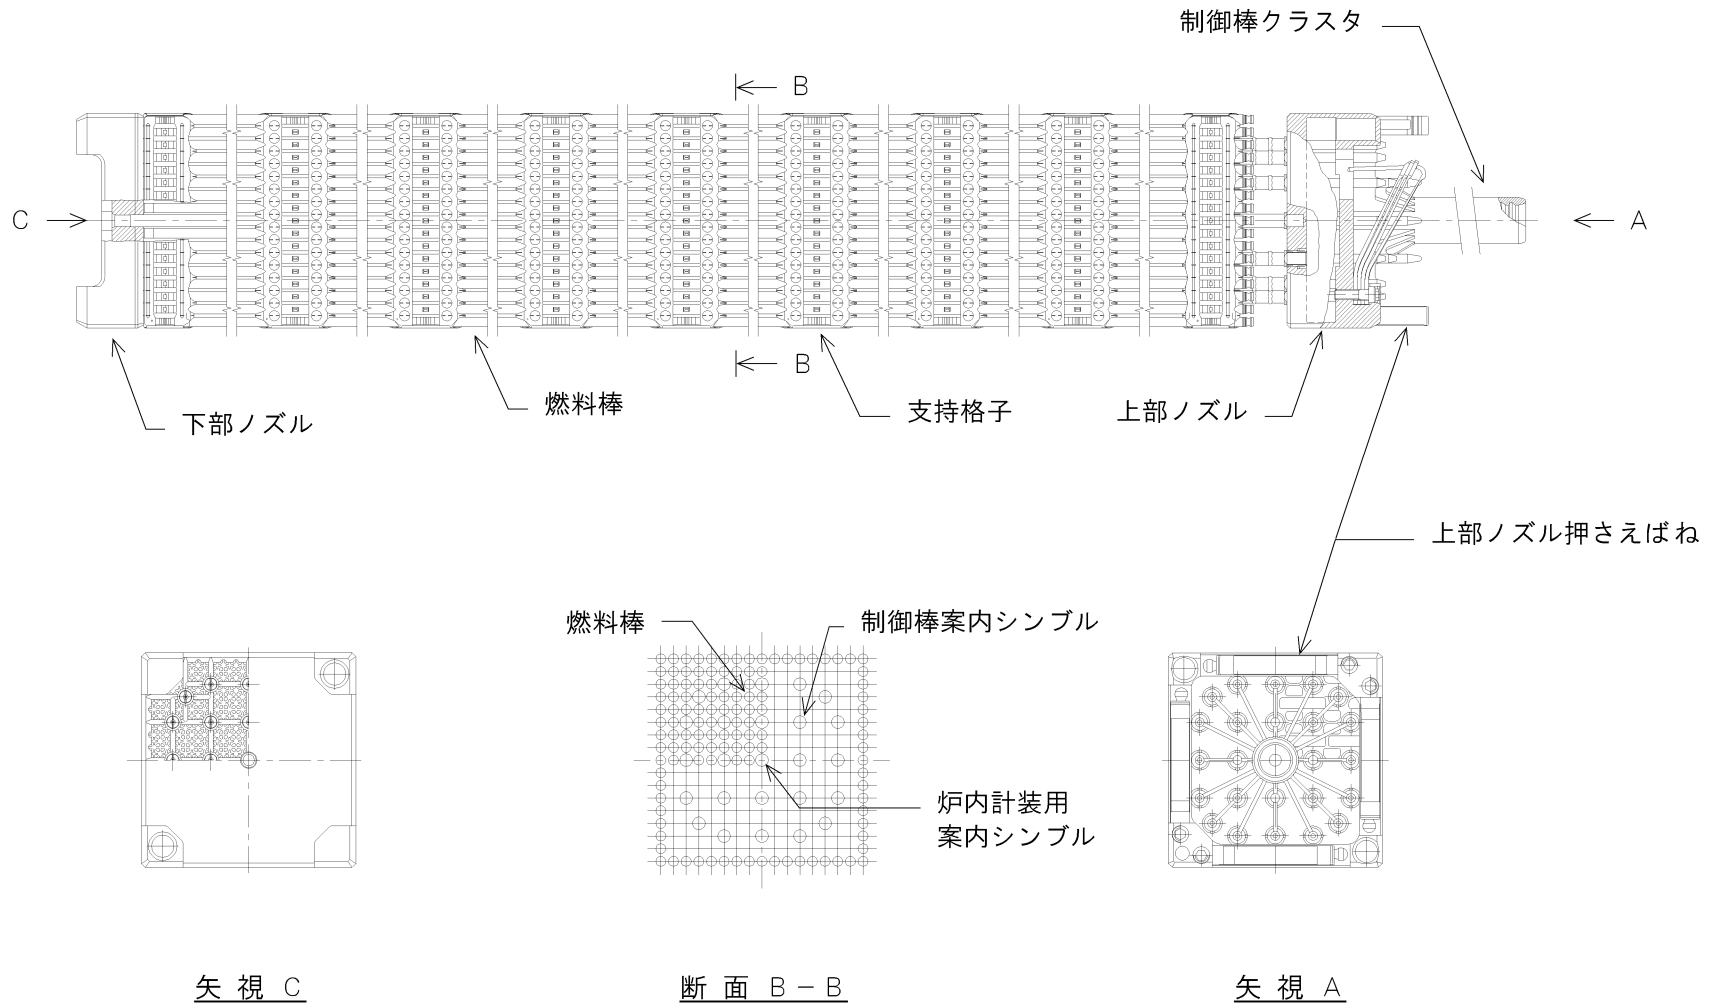 制御棒クラスタ
B
C
A
B
燃料棒
支持格子
上部ノズル
下部ノズル
上部ノズル押さえばね
燃料棒
制御棒案内シンブル
炉内計装用
案内シンブル
矢視 C
断面 B-B
矢視 A